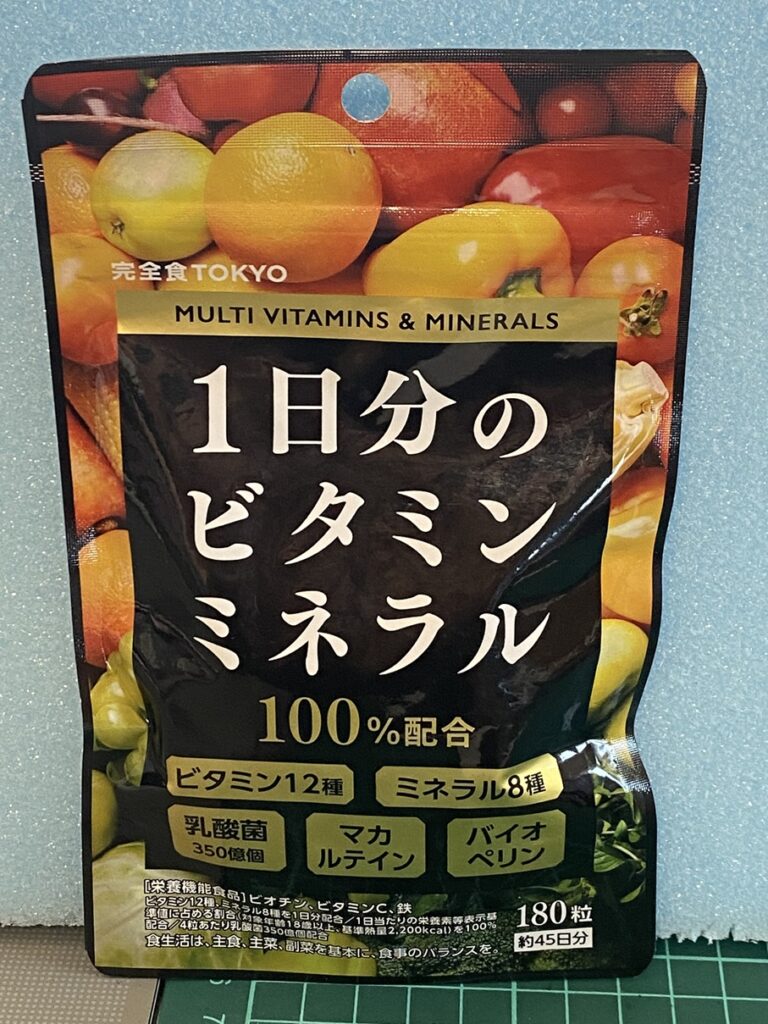 完全食TOKYO
MULTI VITAMINS & MINERALS
1日分の
ビタミン
ミネラル
100%配合
ビタミン12種 ミネラル8種
乳酸菌
350億個
マカ
ルテイン
バイオ
ペリン
[栄養機能食品]ビオチン、ビタミンC、鉄
ビタミン12種、ミネラル8種を1日分配合/1日当たりの栄養素等表示基
準値に占める割合(対象年齢18歳以上、基準熱量2,200kcal)を100%
配合/4粒あたり乳酸菌350億個配合
食生活は、主食、主菜、副菜を基本に、食事のバランスを。
180粒
約45日分
6
7